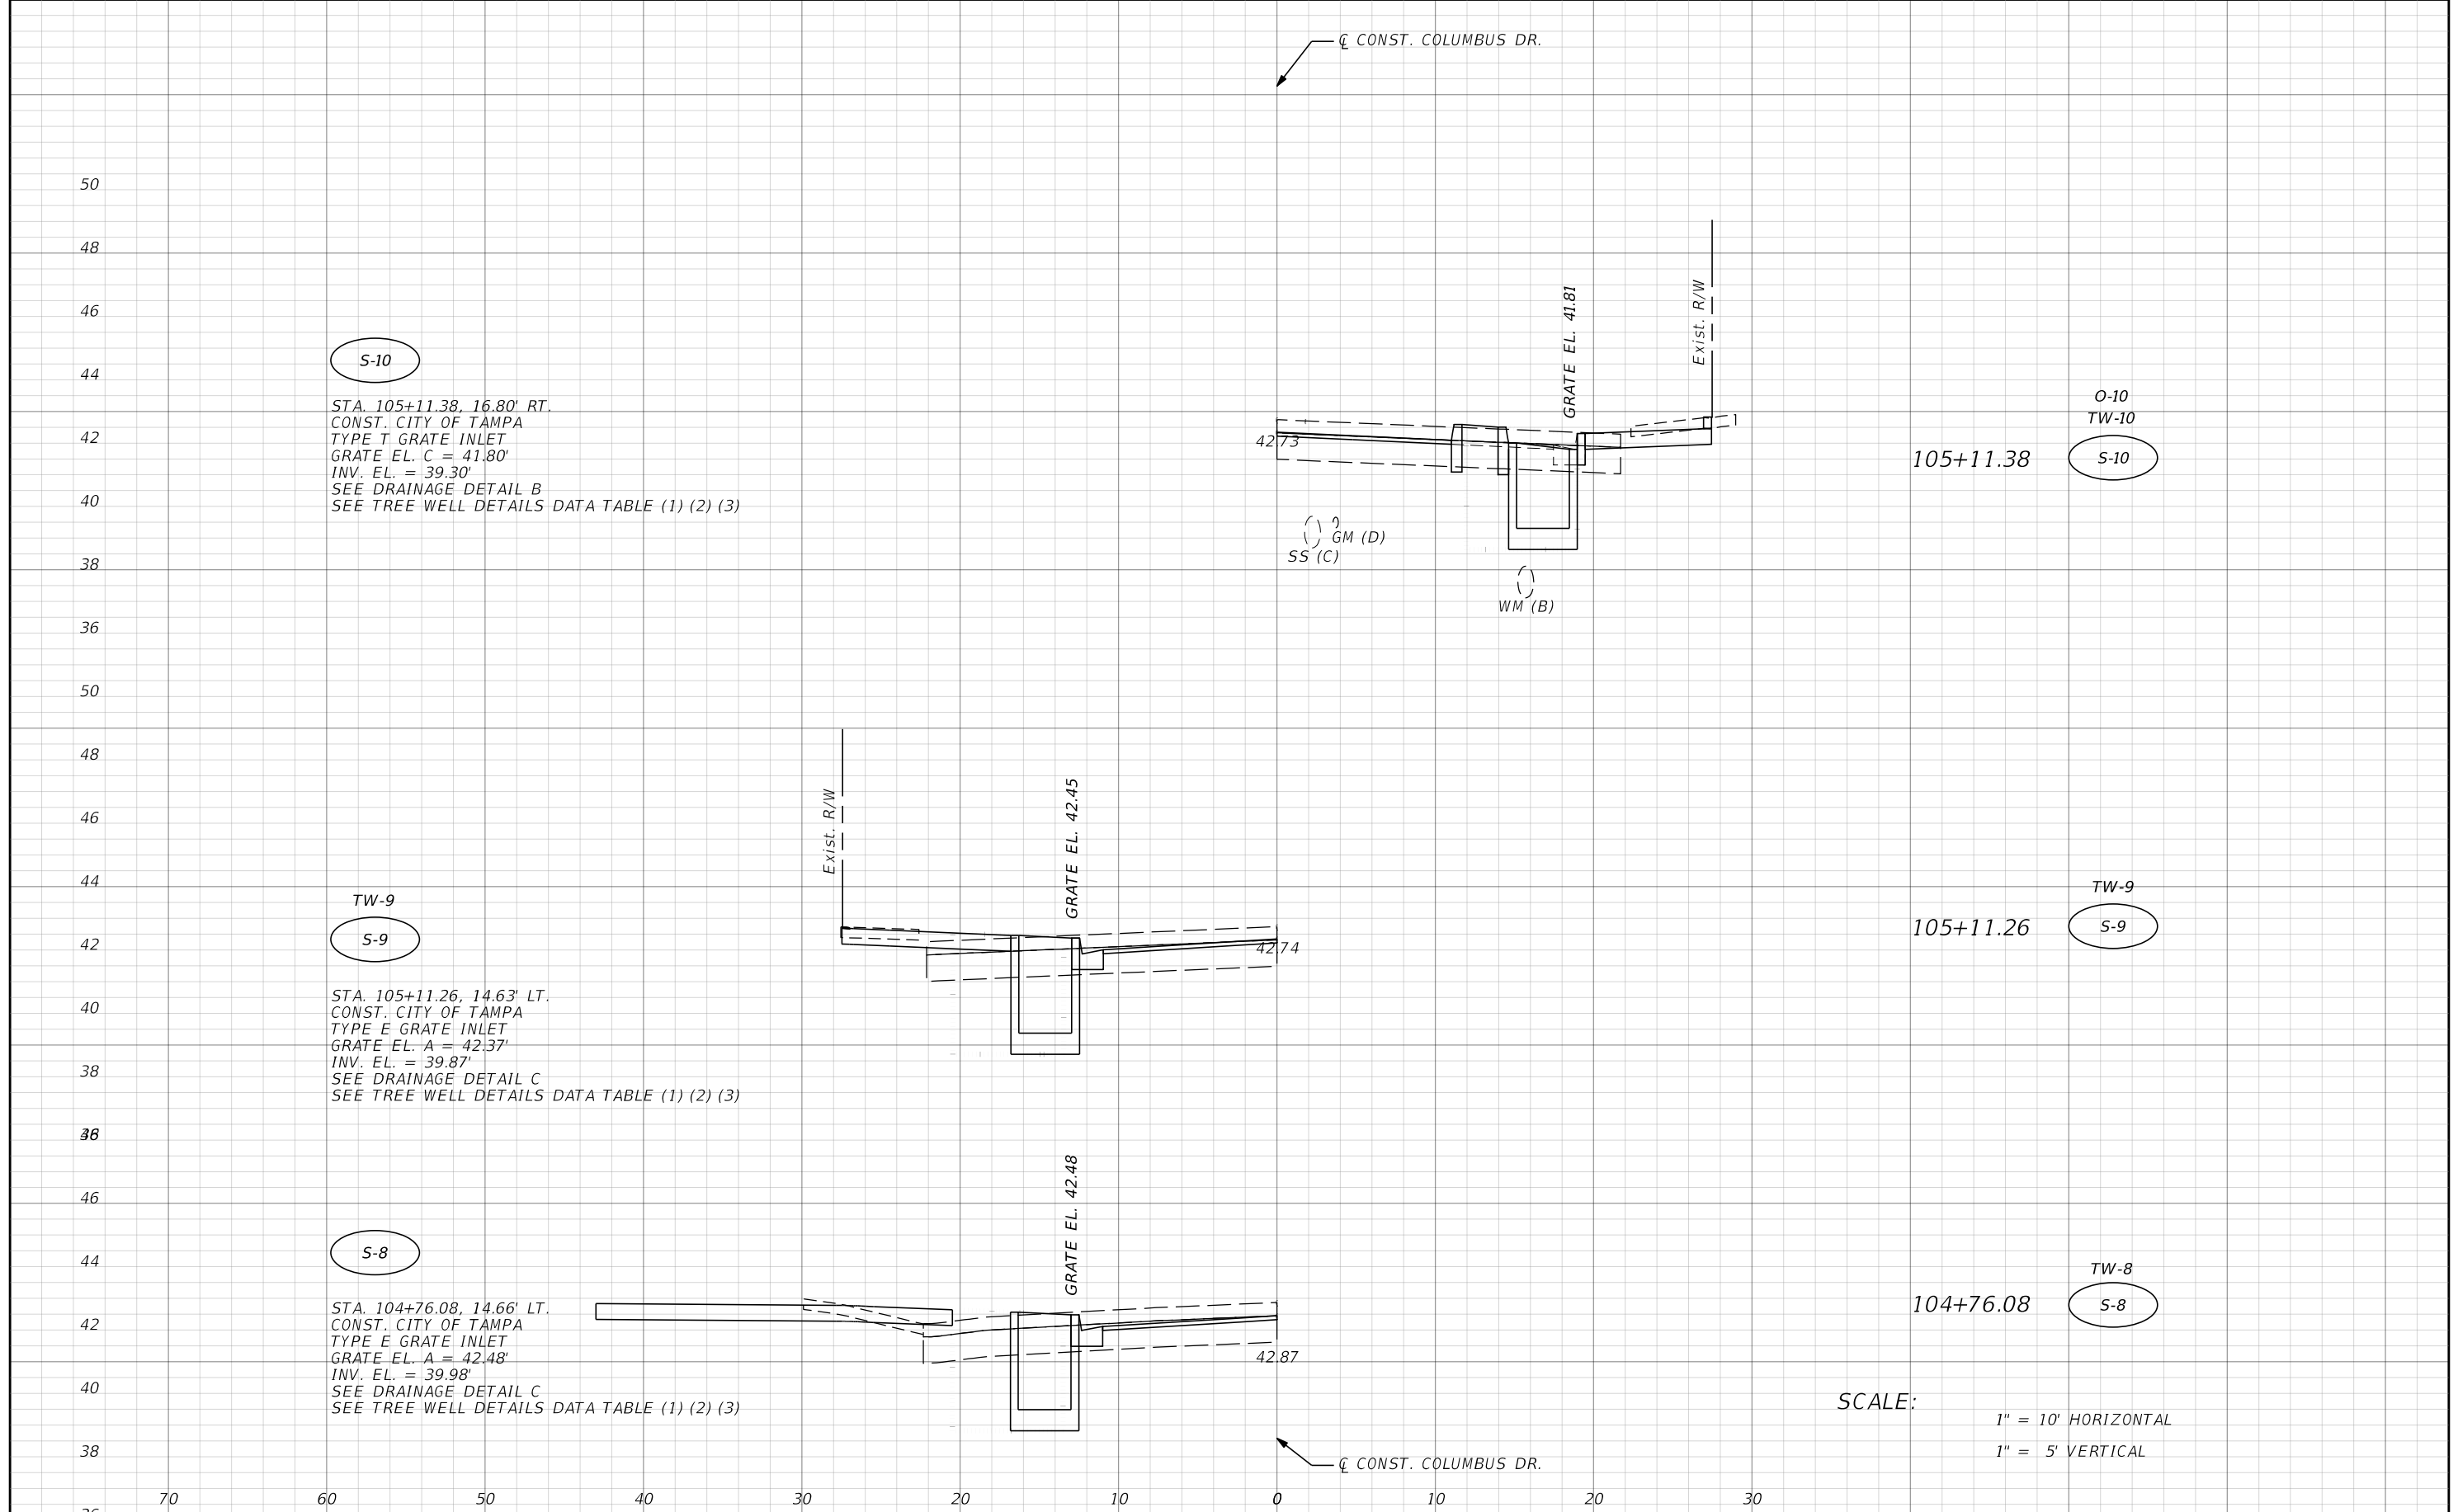 ℄ CONST. COLUMBUS DR.
50
48
46
44
42
40
38
36
S-10
STA. 105+11.38, 16.80' RT.
CONST. CITY OF TAMPA
TYPE T GRATE INLET
GRATE EL. C = 41.80'
INV. EL. = 39.30'
SEE DRAINAGE DETAIL B
SEE TREE WELL DETAILS DATA TABLE (1) (2) (3)
GRATE EL. 41.81
Exist. R/W
42.73
SS (C)
GM (D)
WM (B)
O-10
TW-10
105+11.38
S-10
50
48
46
44
42
40
38
TW-9
S-9
STA. 105+11.26, 14.63' LT.
CONST. CITY OF TAMPA
TYPE E GRATE INLET
GRATE EL. A = 42.37'
INV. EL. = 39.87'
SEE DRAINAGE DETAIL C
SEE TREE WELL DETAILS DATA TABLE (1) (2) (3)
Exist. R/W
GRATE EL. 42.45
42.74
TW-9
105+11.26
S-9
46
44
42
40
38
S-8
STA. 104+76.08, 14.66' LT.
CONST. CITY OF TAMPA
TYPE E GRATE INLET
GRATE EL. A = 42.48'
INV. EL. = 39.98'
SEE DRAINAGE DETAIL C
SEE TREE WELL DETAILS DATA TABLE (1) (2) (3)
GRATE EL. 42.48
42.87
TW-8
104+76.08
S-8
℄ CONST. COLUMBUS DR.
SCALE:
1" = 10' HORIZONTAL
1" = 5' VERTICAL
70 60 50 40 30 20 10 0 10 20 30